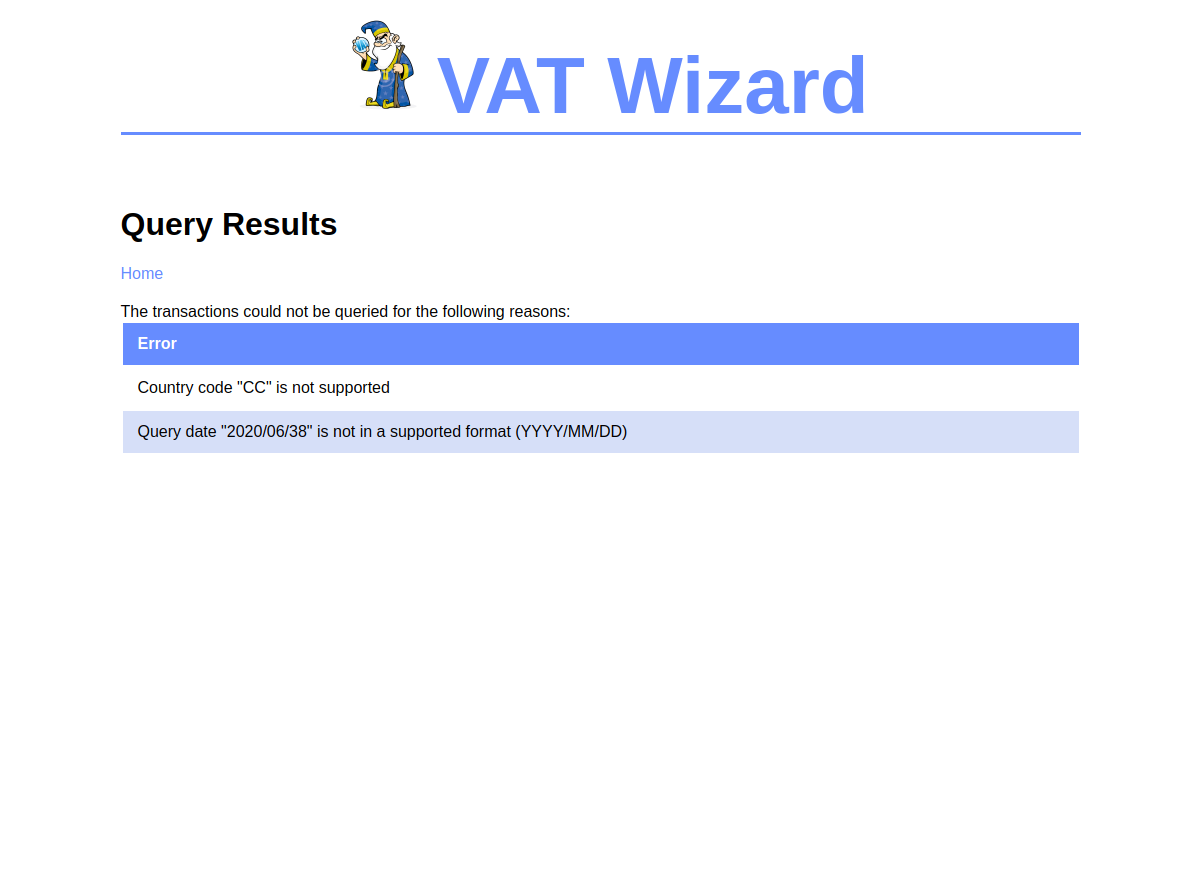 VAT Wizard
Query Results
Home
The transactions could not be queried for the following reasons:
Error
Country code "CC" is not supported
Query date "2020/06/38" is not in a supported format (YYYY/MM/DD)